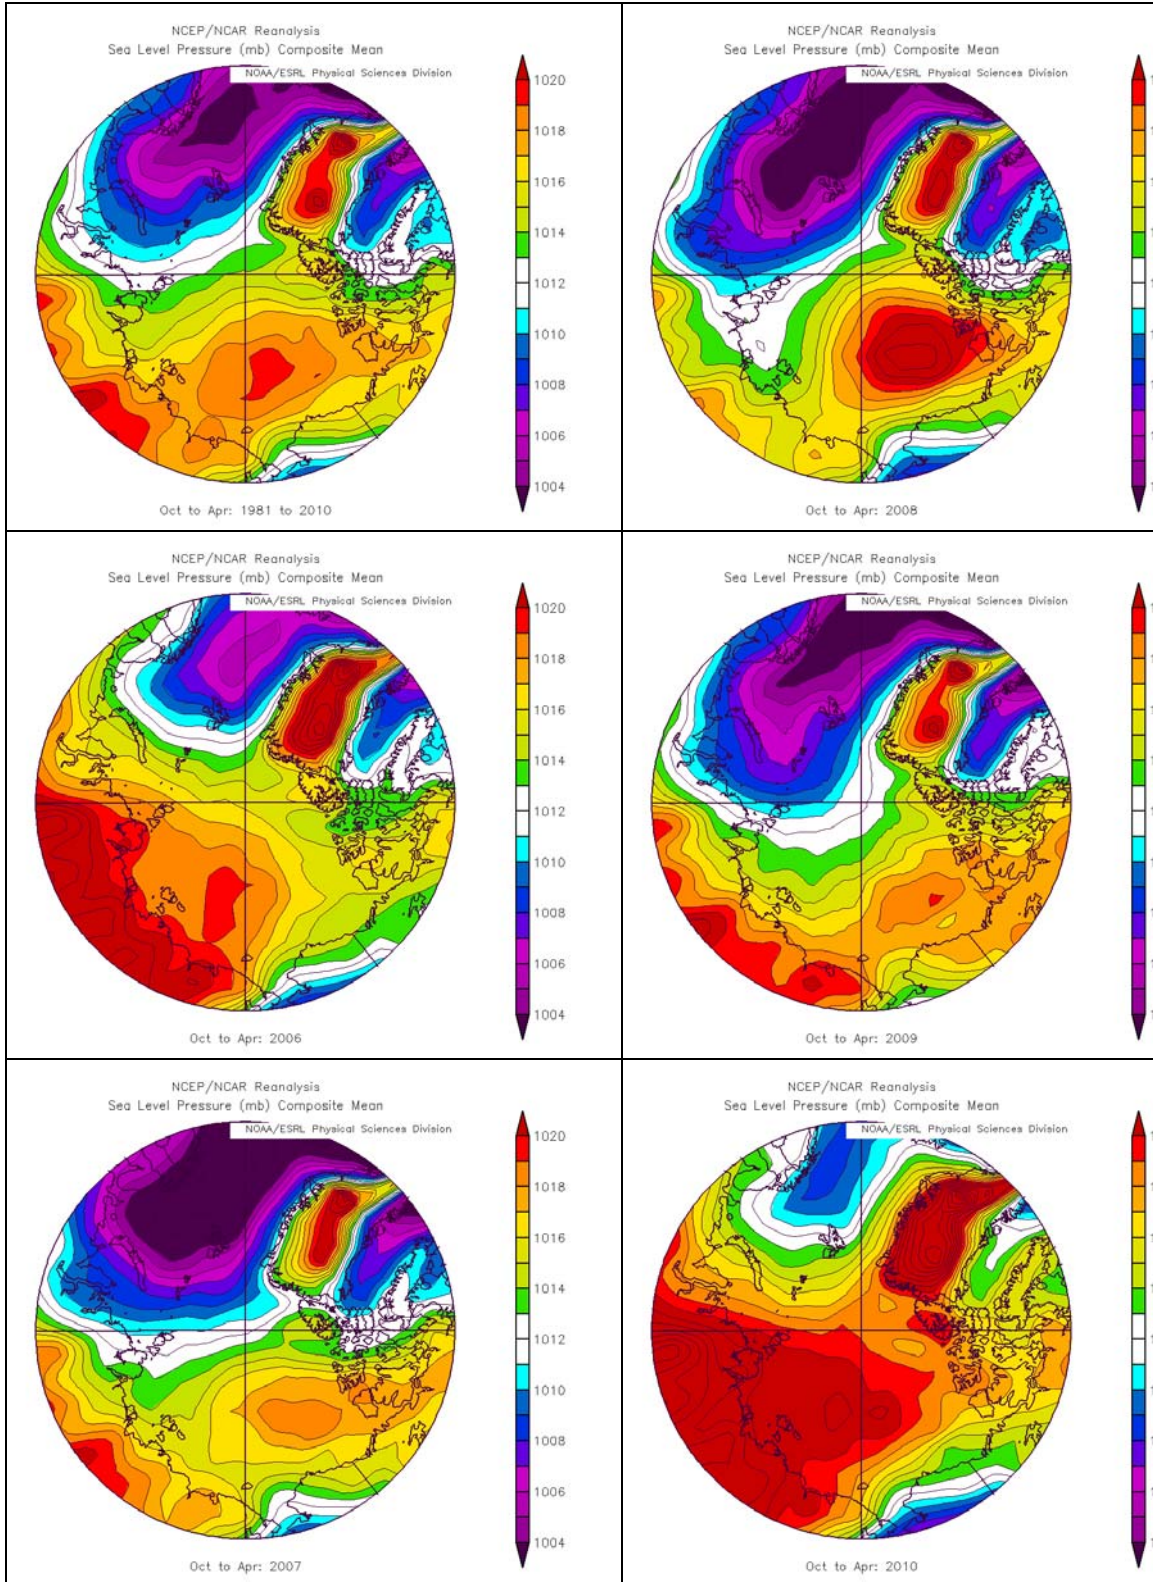 NCEP/NCAR Reanalysis
Sea Level Pressure (mb) Composite Mean
NOAA/ESRL Physical Sciences Division
1020
1018
1016
1014
1012
1010
1008
1006
1004
Oct to Apr: 1981 to 2010
NCEP/NCAR Reanalysis
Sea Level Pressure (mb) Composite Mean
NOAA/ESRL Physical Sciences Division
Oct to Apr: 2008
NCEP/NCAR Reanalysis
Sea Level Pressure (mb) Composite Mean
NOAA/ESRL Physical Sciences Division
1020
1018
1016
1014
1012
1010
1008
1006
1004
Oct to Apr: 2006
NCEP/NCAR Reanalysis
Sea Level Pressure (mb) Composite Mean
NOAA/ESRL Physical Sciences Division
Oct to Apr: 2009
NCEP/NCAR Reanalysis
Sea Level Pressure (mb) Composite Mean
NOAA/ESRL Physical Sciences Division
1020
1018
1016
1014
1012
1010
1008
1006
1004
Oct to Apr: 2007
NCEP/NCAR Reanalysis
Sea Level Pressure (mb) Composite Mean
NOAA/ESRL Physical Sciences Division
Oct to Apr: 2010